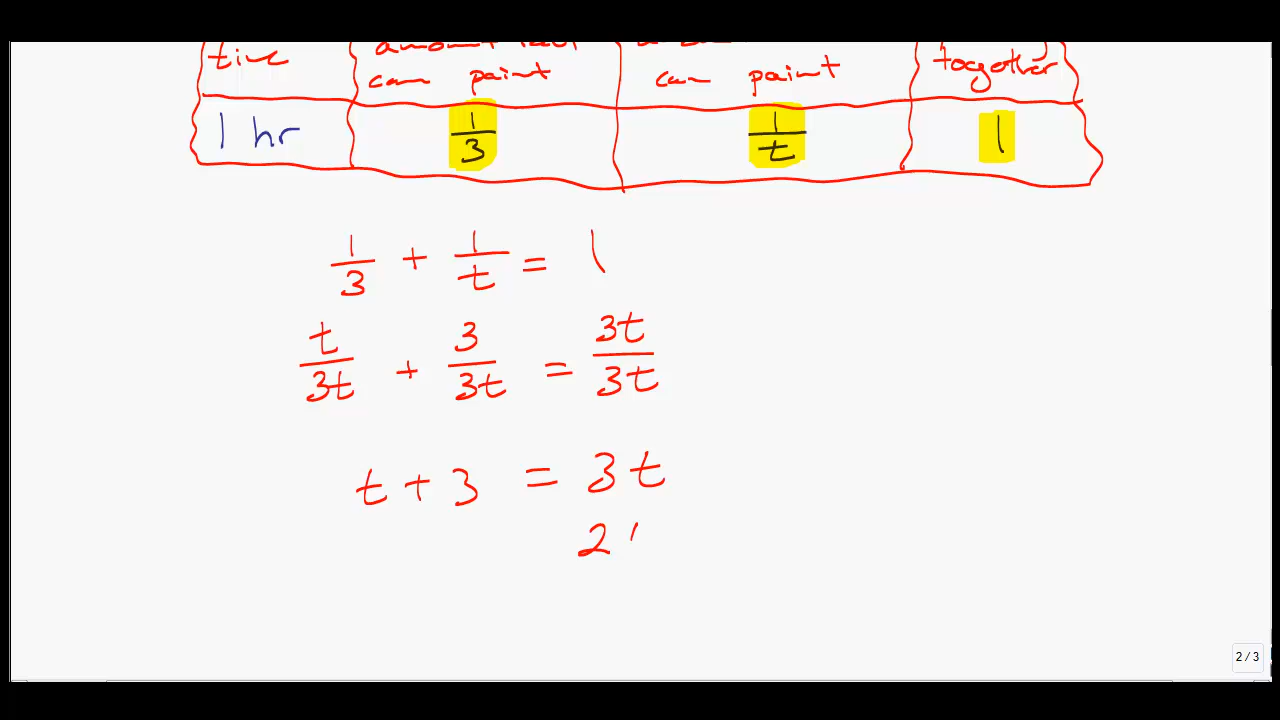 time can paint can paint together
1 hr 1/3 1/t 1
1/3 + 1/t = 1
t/3t + 3/3t = 3t/3t
t + 3 = 3t
2
2/3